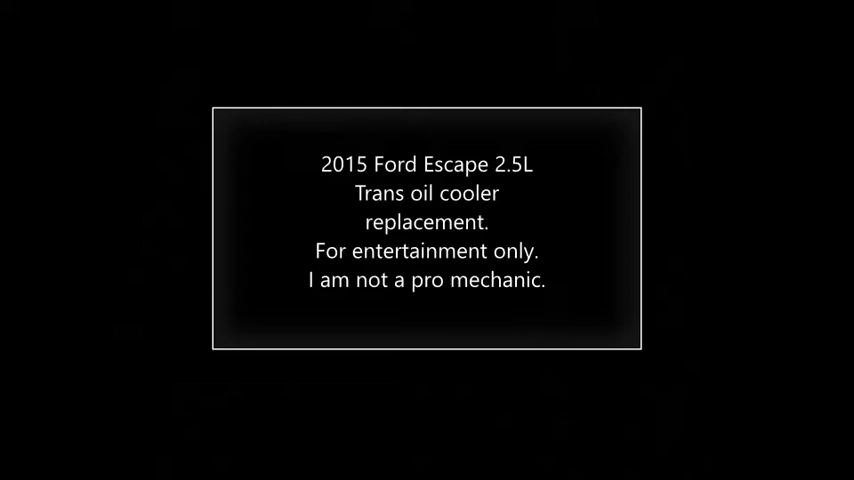 2015 Ford Escape 2.5L
Trans oil cooler
replacement.
For entertainment only.
I am not a pro mechanic.